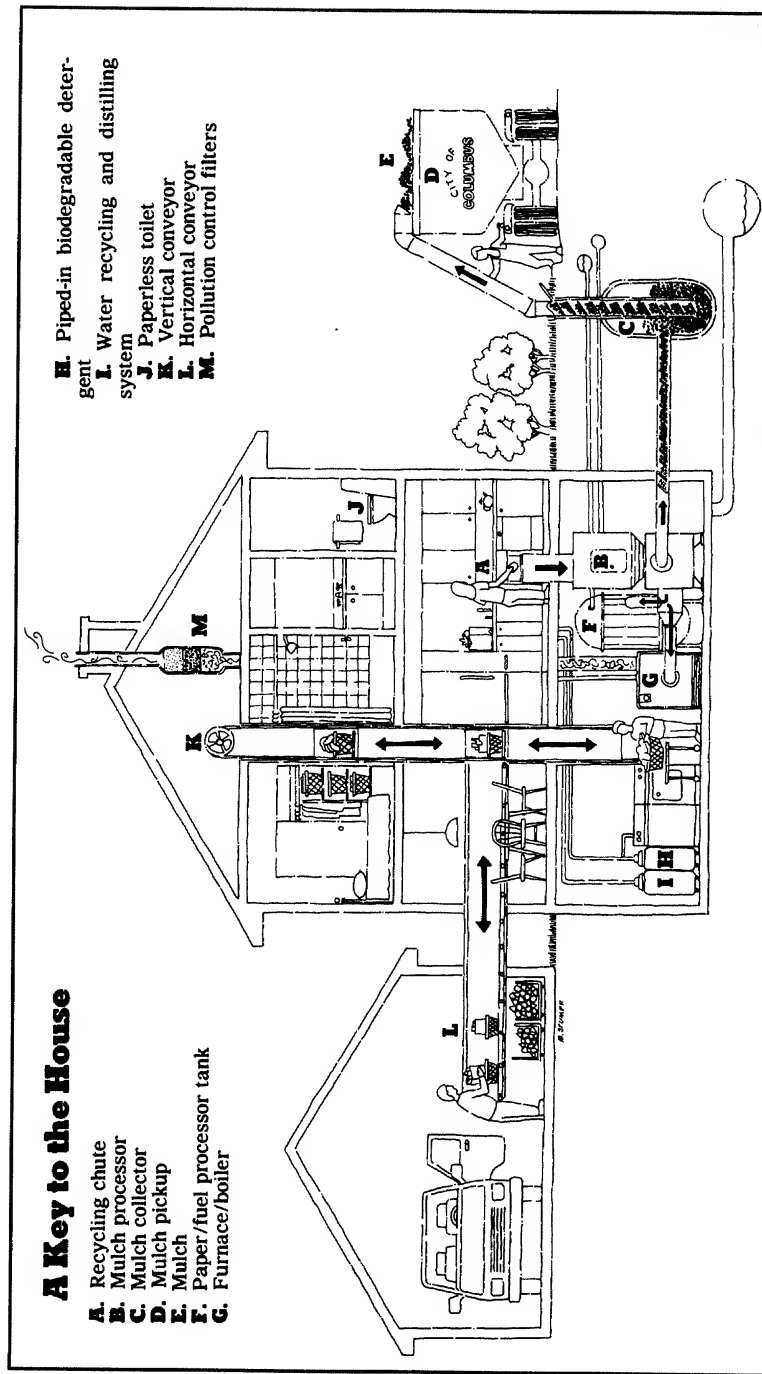 A Key to the House
A. Recycling chute
B. Mulch processor
C. Mulch collector
D. Mulch pickup
E. Mulch
F. Paper/fuel processor tank
G. Furnace/boiler
H. Piped-in biodegradable deter-
gent
I. Water recycling and distilling
system
J. Paperless toilet
K. Vertical conveyor
L. Horizontal conveyor
M. Pollution control filters
K
M
J
L
A
E
D
CITY OF
COLUMBUS
B
F
G
C
I
H